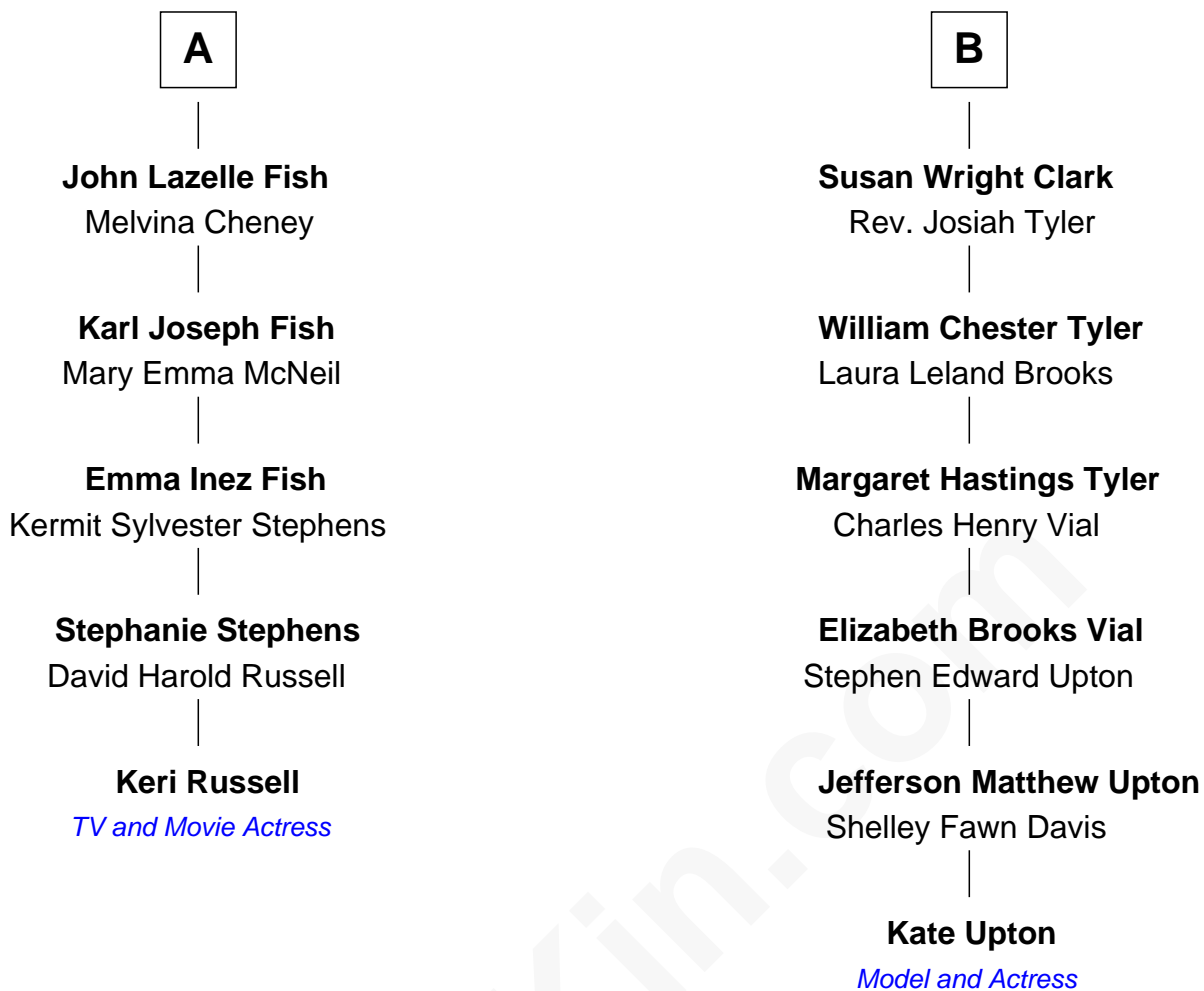 A
John Lazelle Fish
Melvina Cheney
Karl Joseph Fish
Mary Emma McNeil
Emma Inez Fish
Kermit Sylvester Stephens
Stephanie Stephens
David Harold Russell
Keri Russell
TV and Movie Actress
B
Susan Wright Clark
Rev. Josiah Tyler
William Chester Tyler
Laura Leland Brooks
Margaret Hastings Tyler
Charles Henry Vial
Elizabeth Brooks Vial
Stephen Edward Upton
Jefferson Matthew Upton
Shelley Fawn Davis
Kate Upton
Model and Actress
Kin.com